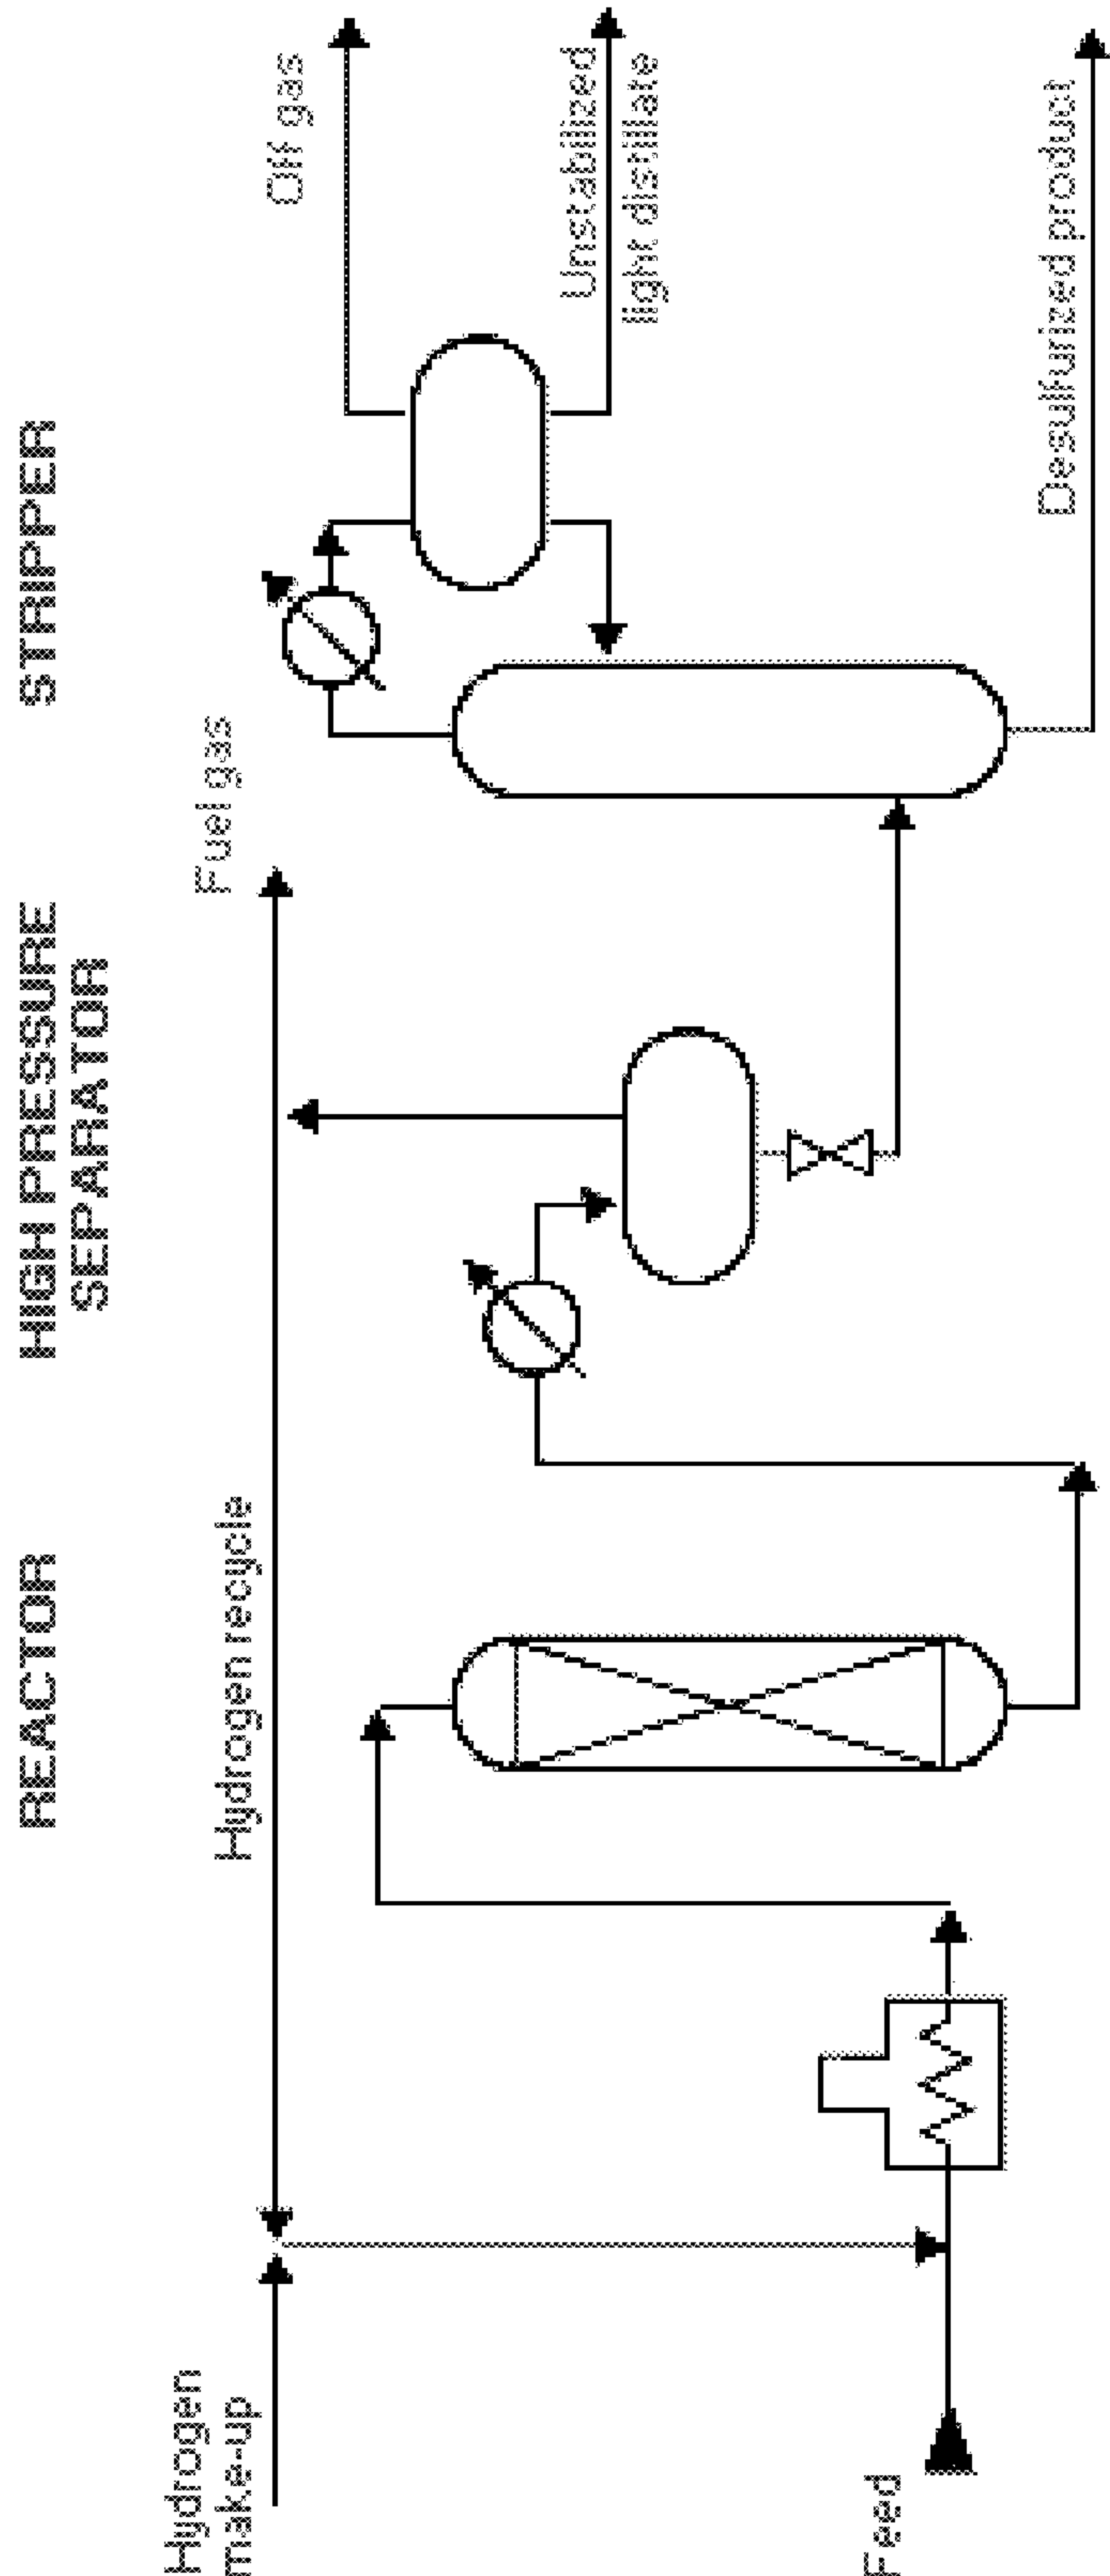 REACTOR
HIGH PRESSURE
SEPARATOR
STRIPPER
Hydrogen
make-up
Hydrogen recycle
Fuel gas
Off gas
Unstabilized
light distillate
Feed
Desulfurized product